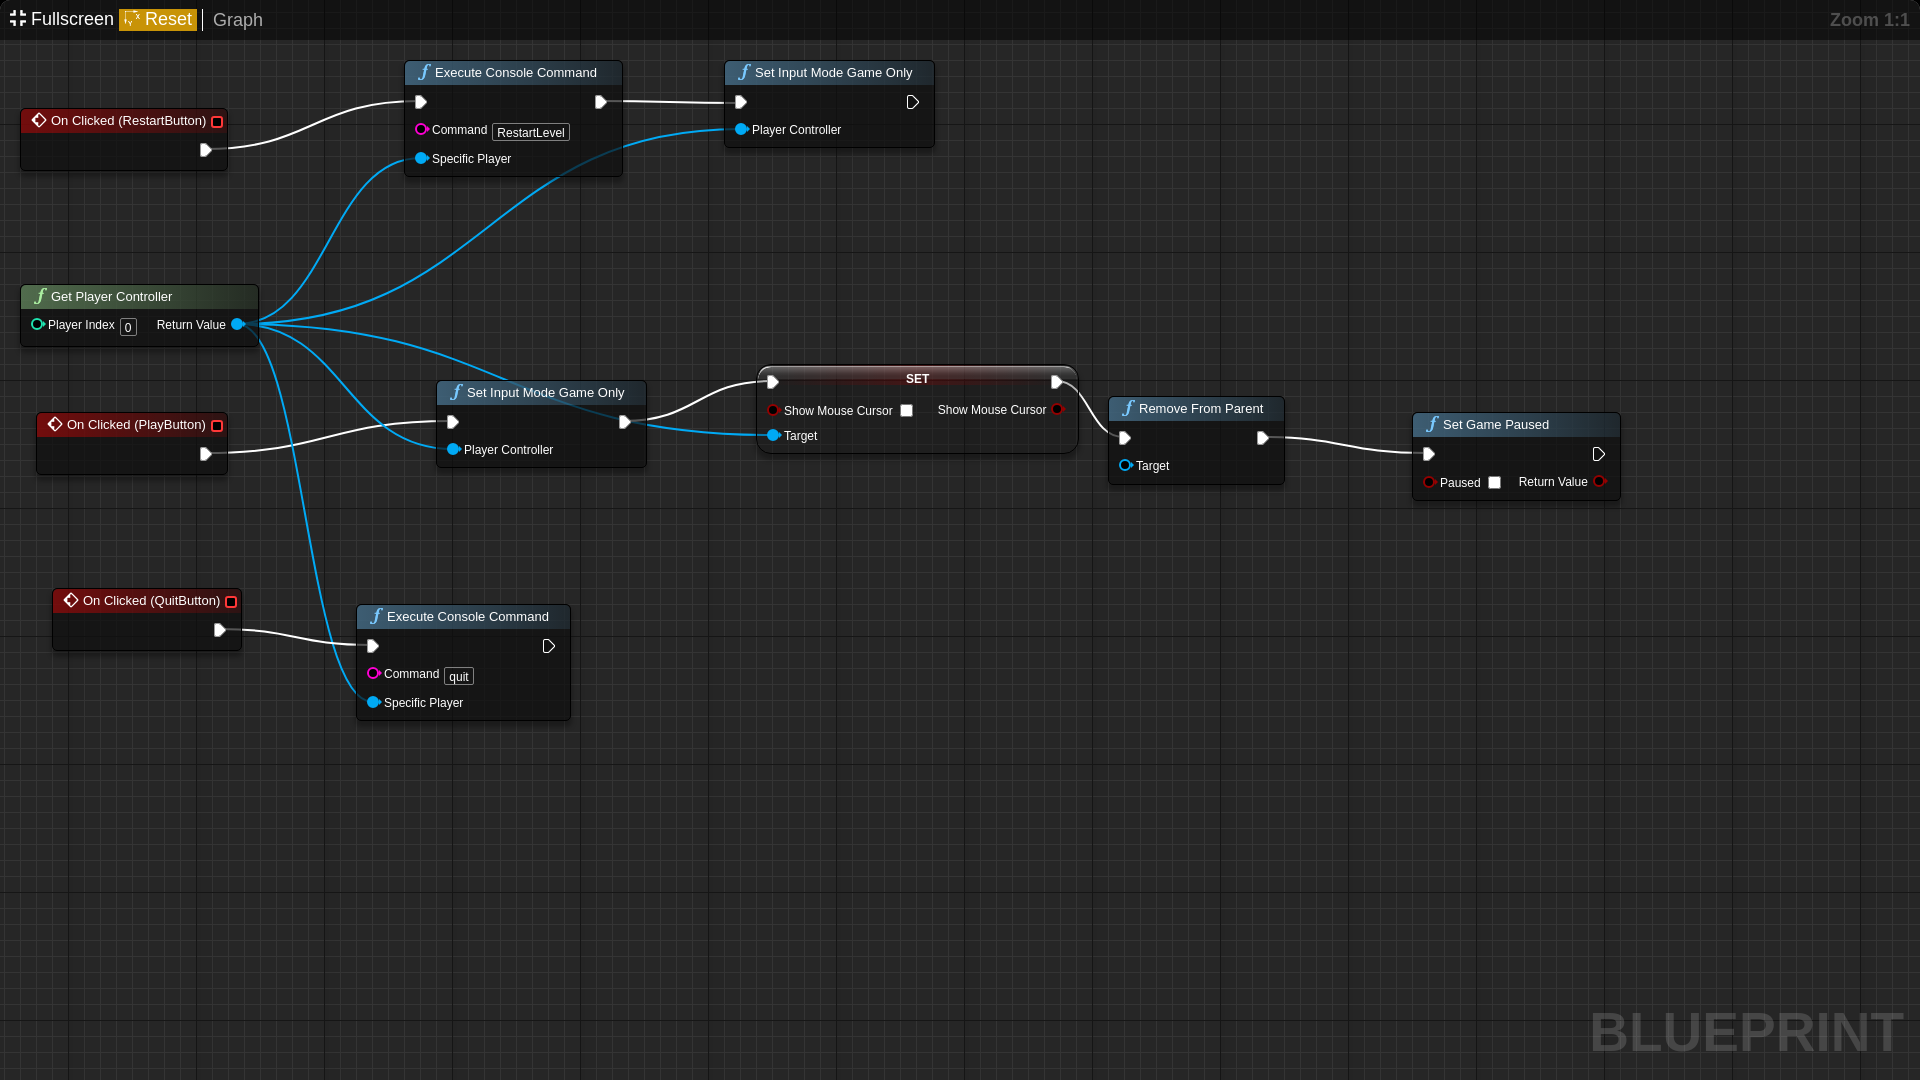 Fullscreen Reset Graph Zoom 1:1
Execute Console Command
Command RestartLevel
Specific Player
Set Input Mode Game Only
Player Controller
On Clicked (RestartButton)
Get Player Controller
Player Index 0 Return Value
Set Input Mode Game Only
Player Controller
SET
Show Mouse Cursor Show Mouse Cursor
Target
Remove From Parent
Target
Set Game Paused
Paused Return Value
On Clicked (PlayButton)
On Clicked (QuitButton)
Execute Console Command
Command quit
Specific Player
BLUEPRINT